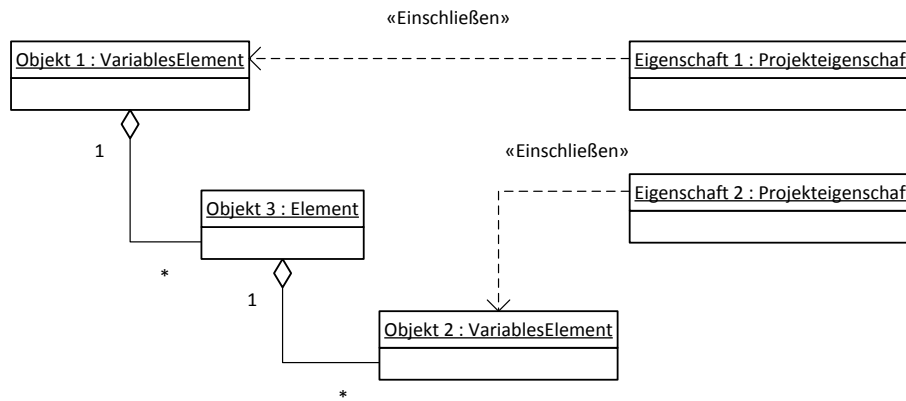 «Einschließen»
Objekt 1 : VariablesElement
Eigenschaft 1 : Projekteigenschaf
1
«Einschließen»
Eigenschaft 2 : Projekteigenschaf
Objekt 3 : Element
*
1
Objekt 2 : VariablesElement
*